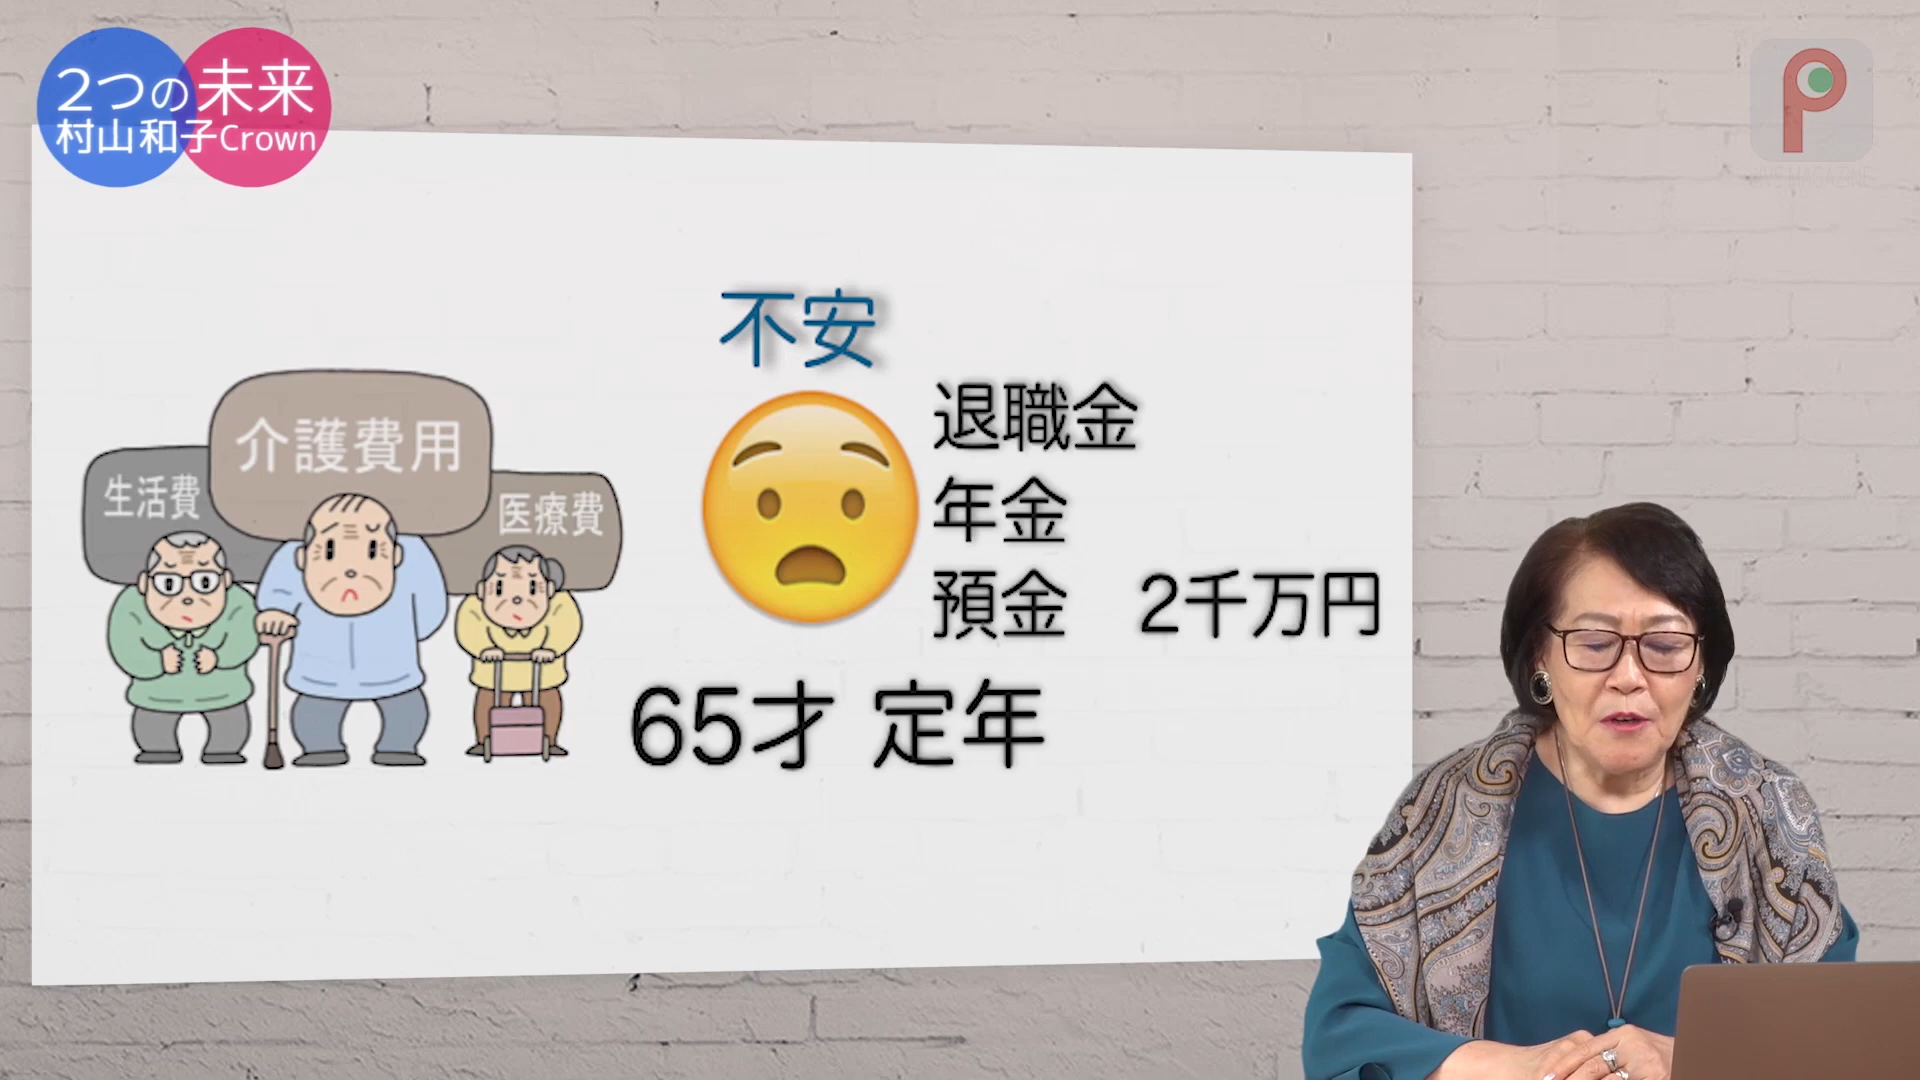 2つの未来
村山和子Crown
不安
退職金
年金
預金 2千万円
65才 定年
介護費用
生活費
医療費